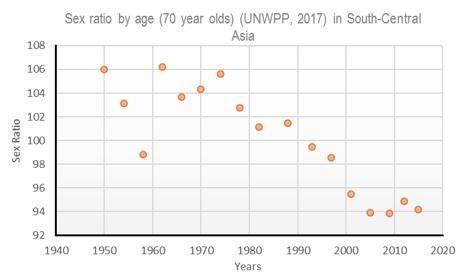 Sex ratio by age (70 year olds) (UNWPP, 2017) in South-Central
Asia
108
106
104
102
100
98
96
94
92
1940 1950 1960 1970 1980 1990 2000 2010 2020
Sex Ratio
Years